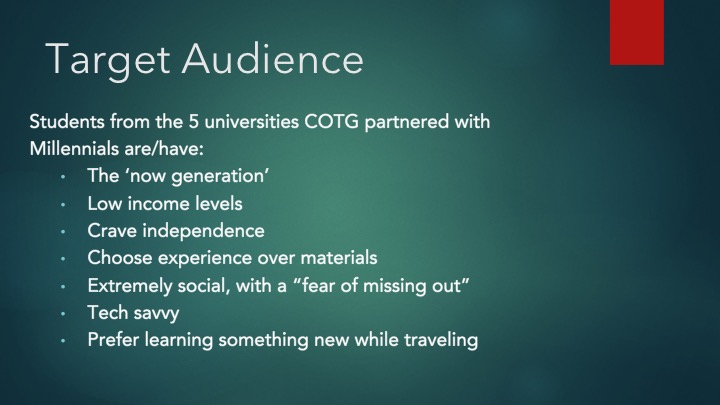 Target Audience
Students from the 5 universities COTG partnered with
Millennials are/have:
• The ‘now generation’
• Low income levels
• Crave independence
• Choose experience over materials
• Extremely social, with a “fear of missing out”
• Tech savvy
• Prefer learning something new while traveling